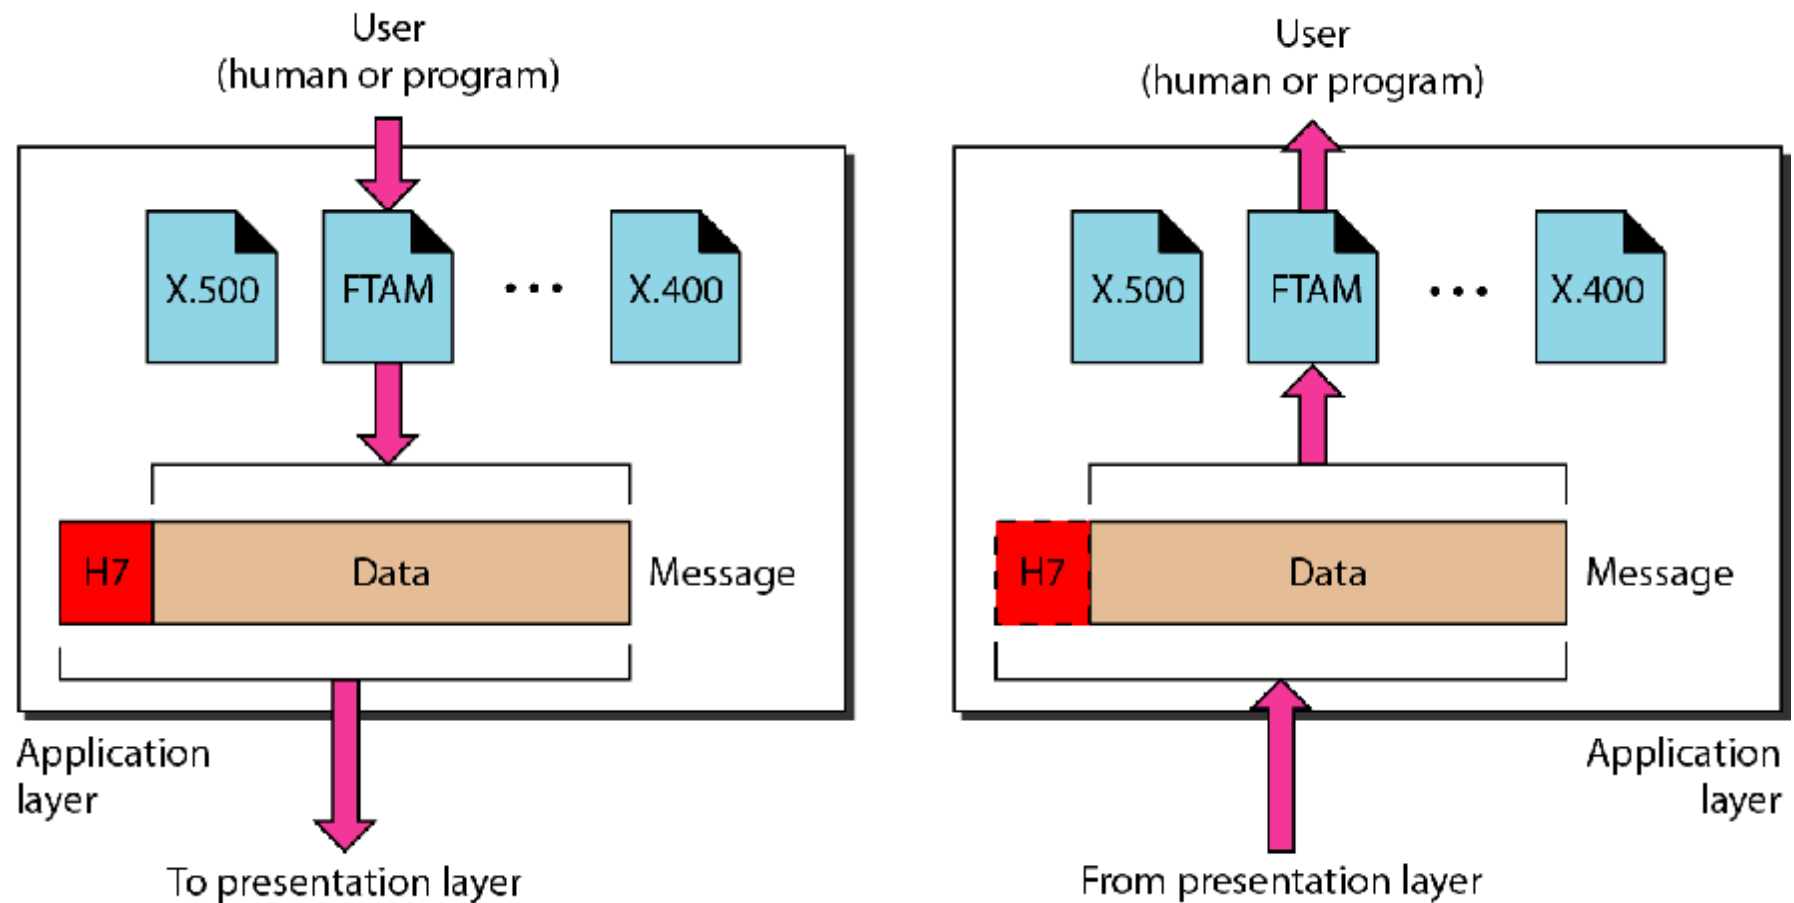 User
(human or program)
X.500
FTAM
...
X.400
H7
Data
Message
Application
layer
To presentation layer
User
(human or program)
X.500
FTAM
...
X.400
H7
Data
Message
Application
layer
From presentation layer